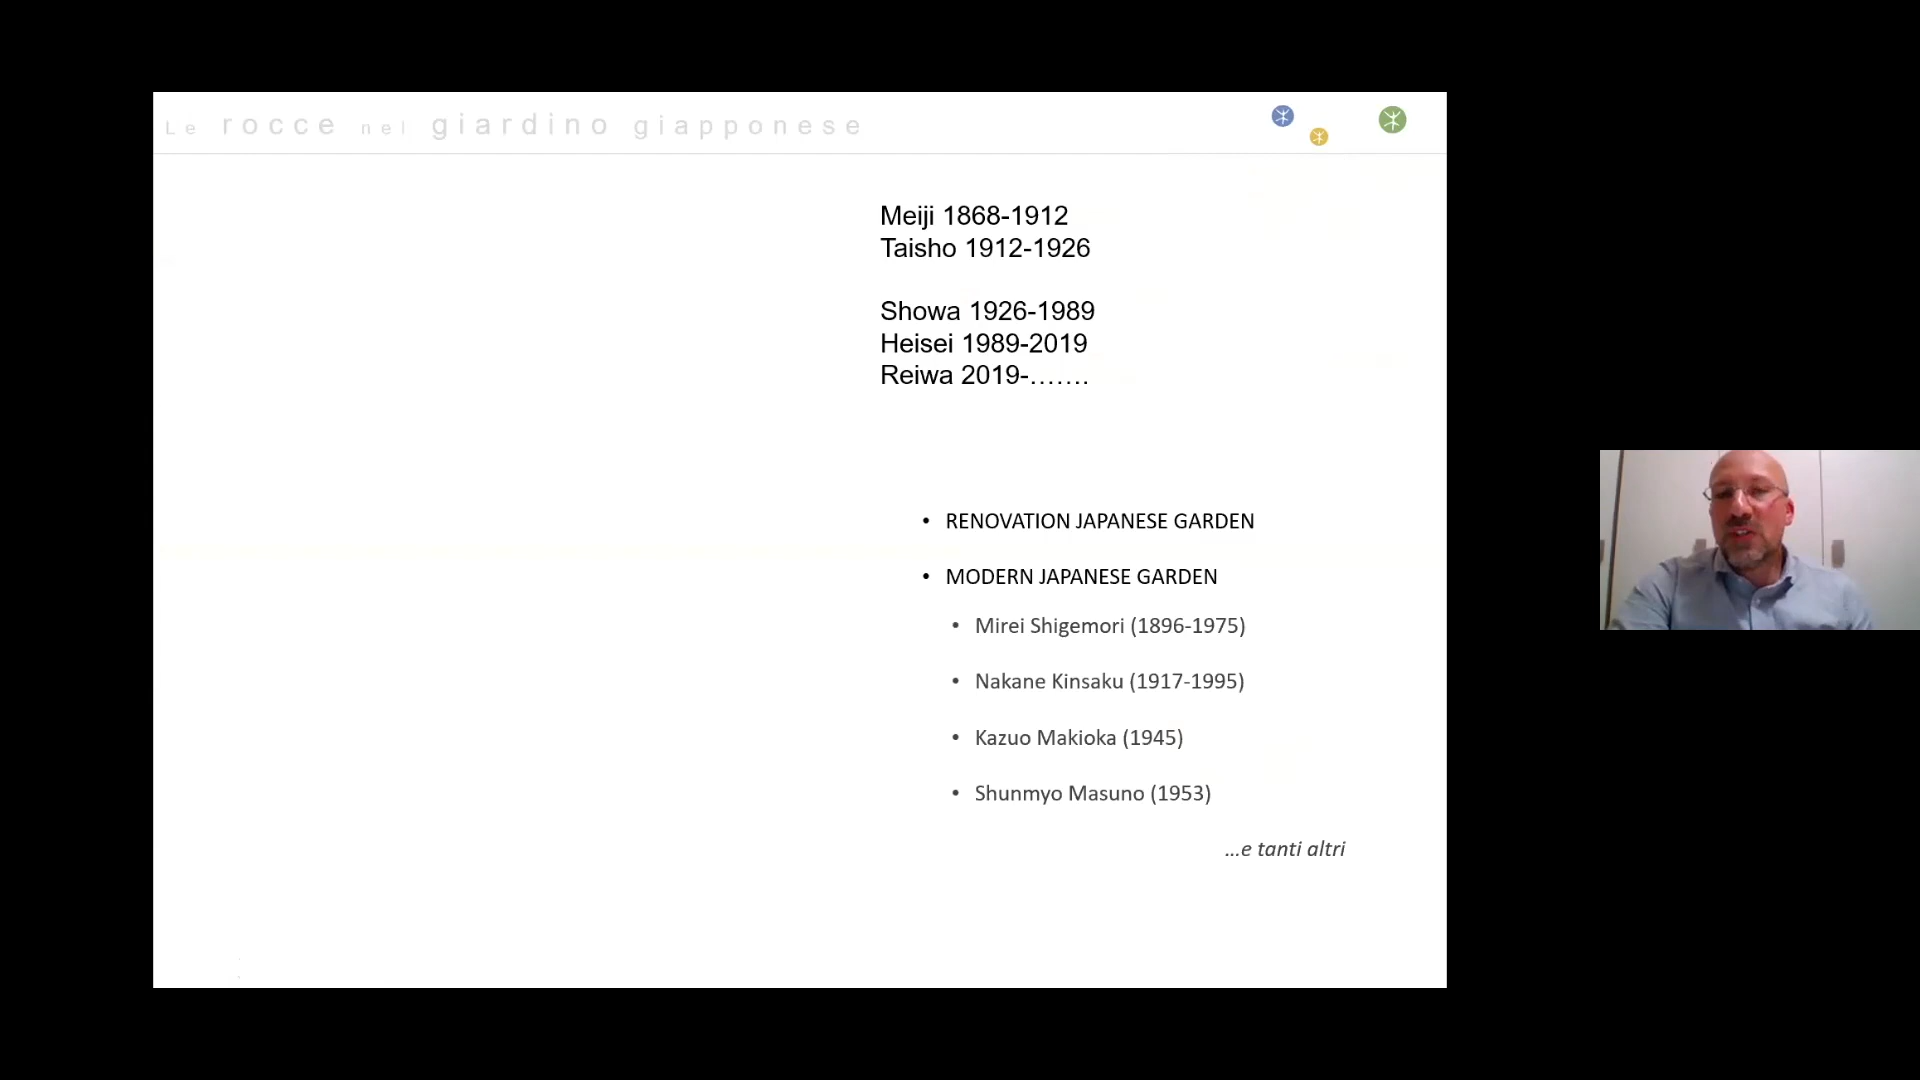 Le rocce nel giardino giapponese
Meiji 1868-1912
Taisho 1912-1926
Showa 1926-1989
Heisei 1989-2019
Reiwa 2019-.......
• RENOVATION JAPANESE GARDEN
• MODERN JAPANESE GARDEN
• Mirei Shigemori (1896-1975)
• Nakane Kinsaku (1917-1995)
• Kazuo Makioka (1945)
• Shunmyo Masuno (1953)
...e tanti altri